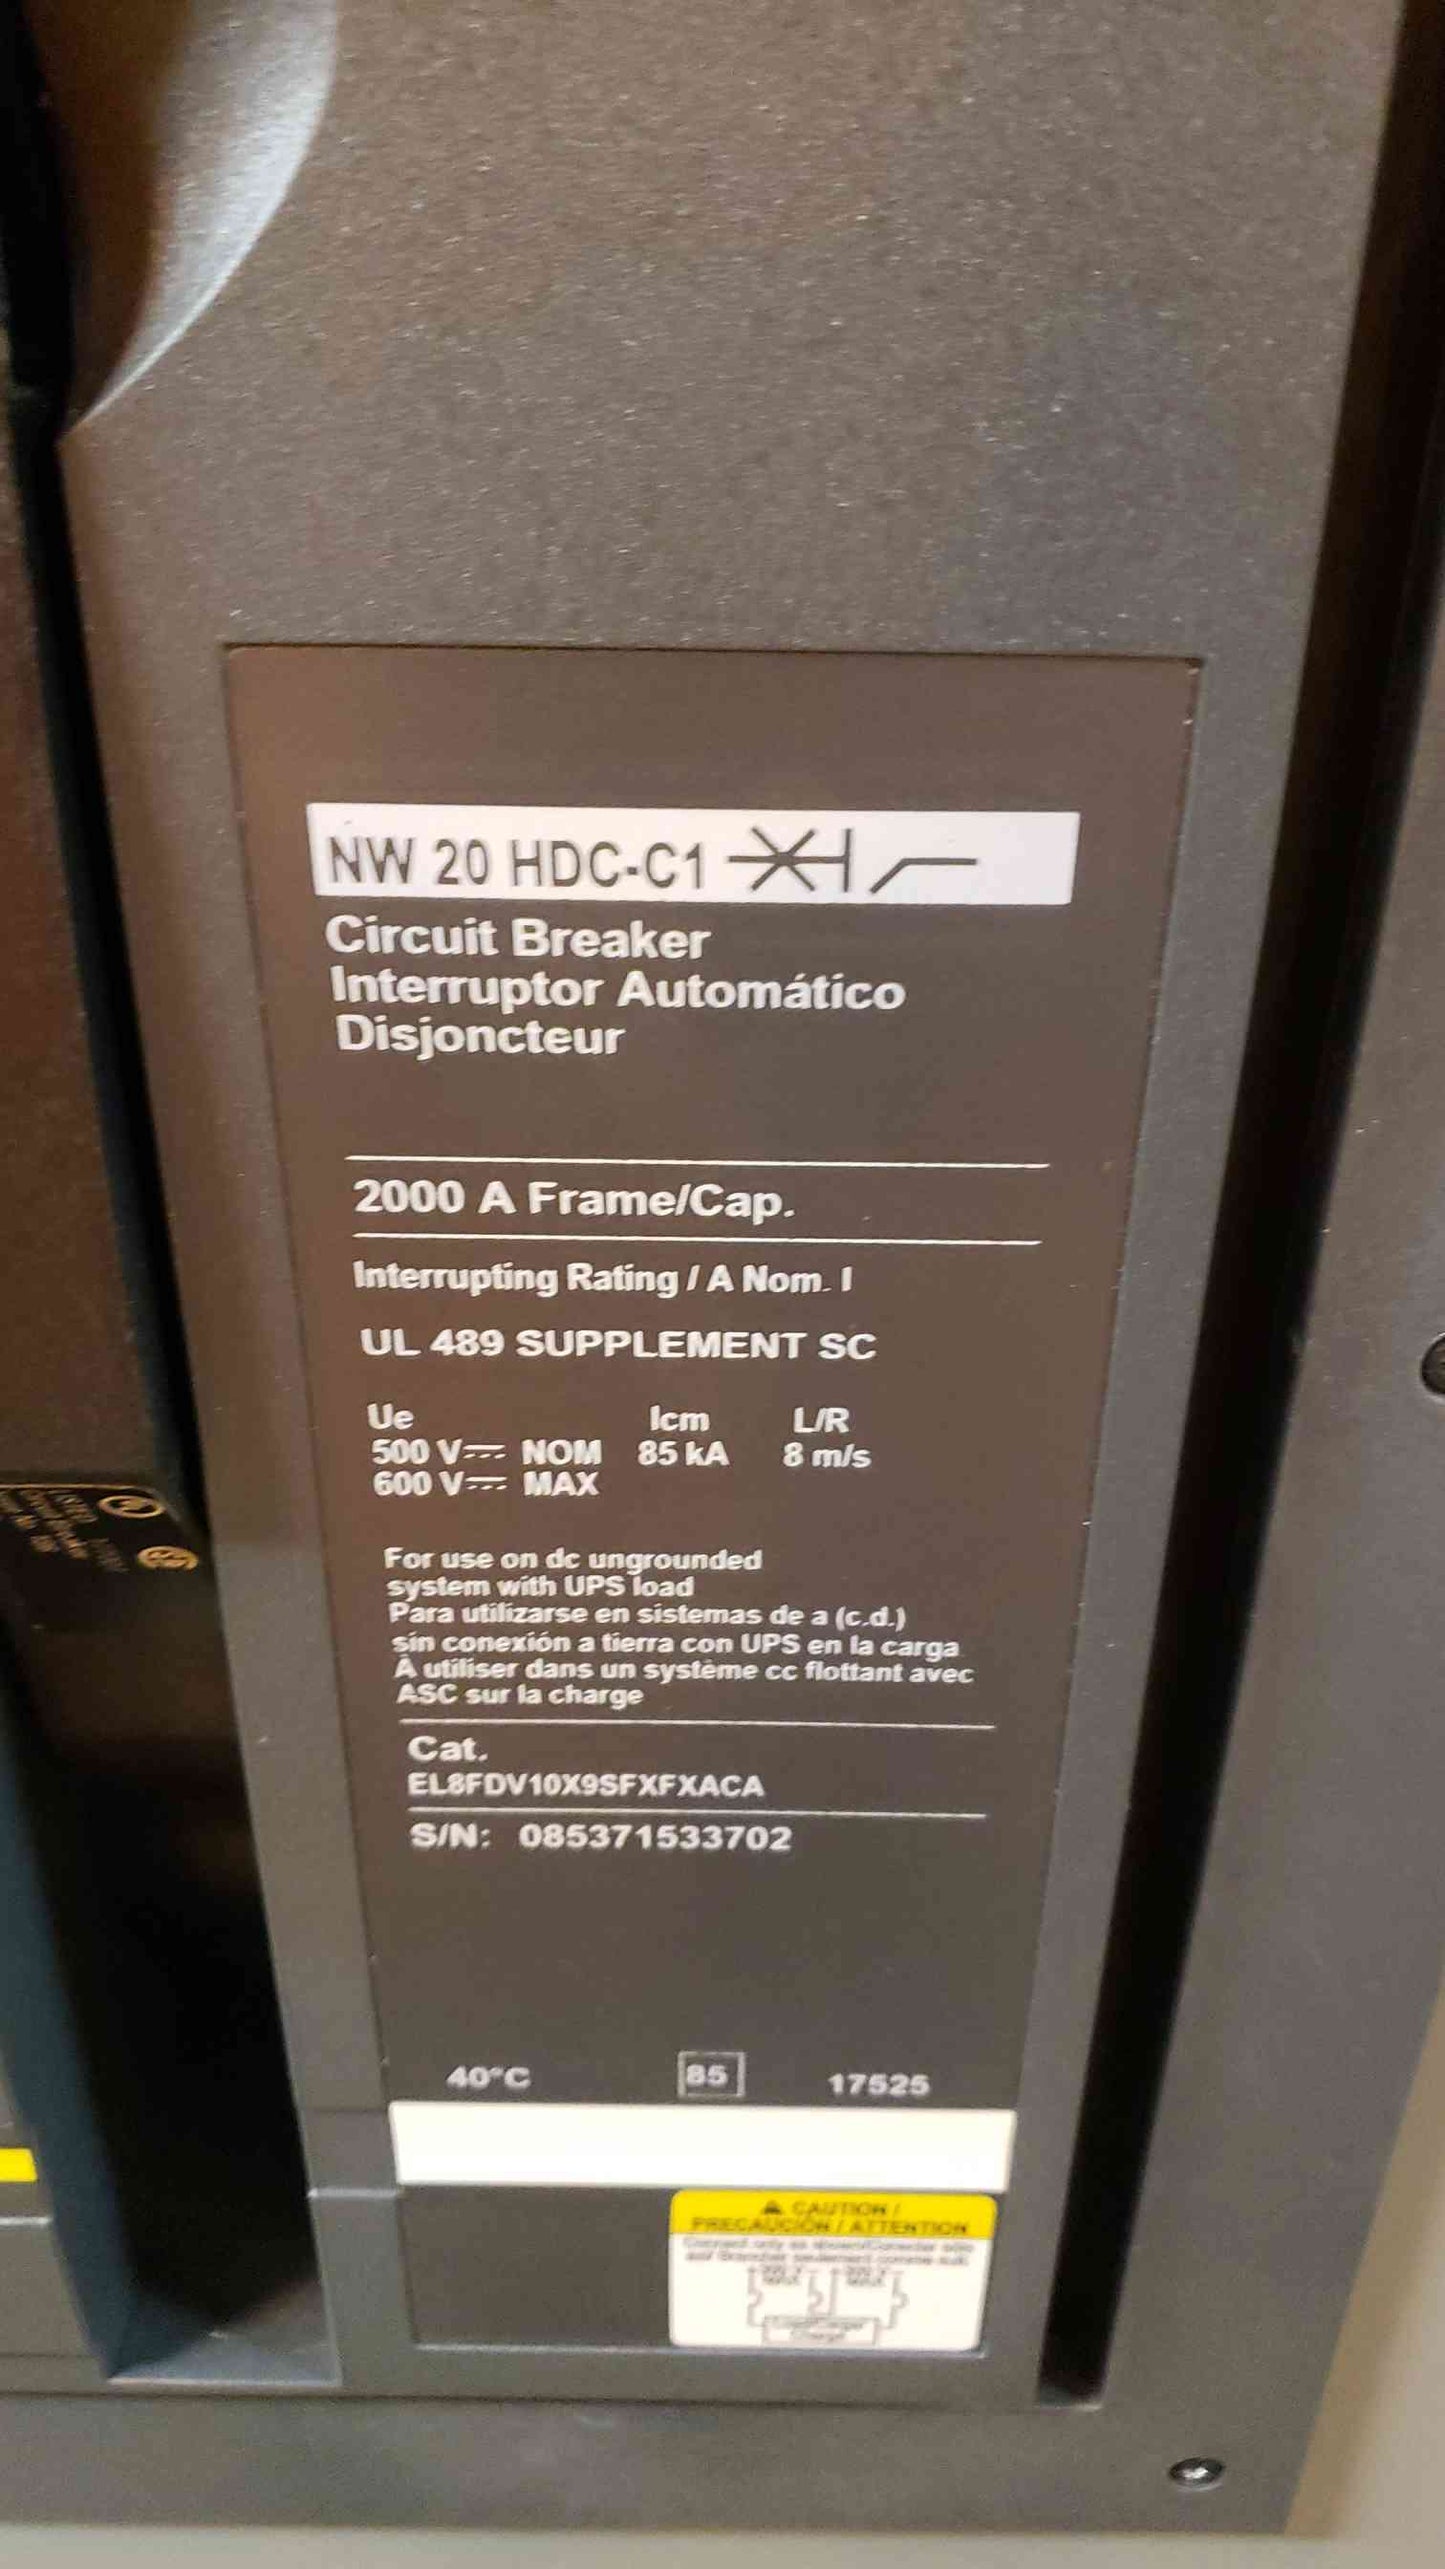 NW 20 HDC-C1
Circuit Breaker
Interruptor Automático
Disjoncteur
2000 A Frame/Cap.
Interrupting Rating / A Nom. I
UL 489 SUPPLEMENT SC
Ue Icm L/R
500 V NOM 85 kA 8 m/s
600 V MAX
For use on dc ungrounded
system with UPS load
Para utilizarse en sistemas de a (c.d.)
sin conexión a tierra con UPS en la carga
À utiliser dans un système cc flottant avec
ASC sur la charge
Cat.
EL8FDV10X9SFXFXACA
S/N: 085371533702
40°C 85 17525
CAUTION /
PRECAUCIÓN / ATTENTION